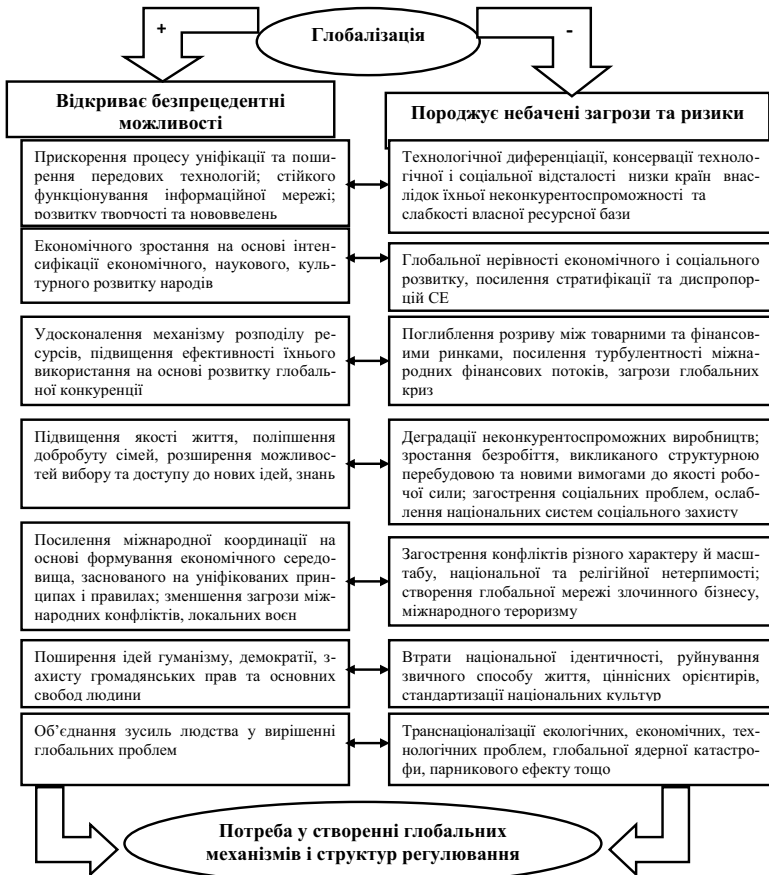 Глобалізація
+
-
Відкриває безпрецедентні
можливості
Породжує небачені загрози та ризики
Прискорення процесу уніфікації та поши-
рення передових технологій; стійкого
функціонування інформаційної мережі;
розвитку творчості та нововведень
Технологічної диференціації, консервації техноло-
гічної і соціальної відсталості низки країн внас-
лідок їхньої неконкурентоспроможності та
слабкості власної ресурсної бази
Економічного зростання на основі інтен-
сифікації економічного, наукового, куль-
турного розвитку народів
Глобальної нерівності економічного і соціального
розвитку, посилення стратифікації та диспропор-
цій СЕ
Удосконалення механізму розподілу ре-
сурсів, підвищення ефективності їхнього
використання на основі розвитку глобаль-
ної конкуренції
Поглиблення розриву між товарними та фінансо-
вими ринками, посилення турбулентності міжна-
родних фінансових потоків, загрози глобальних
криз
Підвищення якості життя, поліпшення
добробуту сімей, розширення можливос-
тей вибору та доступу до нових ідей, знань
Деградації неконкурентоспроможних виробництв;
зростання безробіття, викликаного структурною
перебудовою та новими вимогами до якості робо-
чої сили; загострення соціальних проблем, ослаб-
лення національних систем соціального захисту
Посилення міжнародної координації на
основі формування економічного середо-
вища, заснованого на уніфікованих прин-
ципах і правилах; зменшення загрози між-
народних конфліктів, локальних воєн
Загострення конфліктів різного характеру й масш-
табу, національної та релігійної нетерпимості;
створення глобальної мережі злочинного бізнесу,
міжнародного тероризму
Поширення ідей гуманізму, демократії, з-
ахисту громадянських прав та основних
свобод людини
Втрати національної ідентичності, руйнування
звичного способу життя, ціннісних орієнтирів,
стандартизації національних культур
Об’єднання зусиль людства у вирішенні
глобальних проблем
Транснаціоналізації екологічних, економічних, тех-
нологічних проблем, глобальної ядерної катастро-
фи, парникового ефекту тощо
Потреба у створенні глобальних
механізмів і структур регулювання